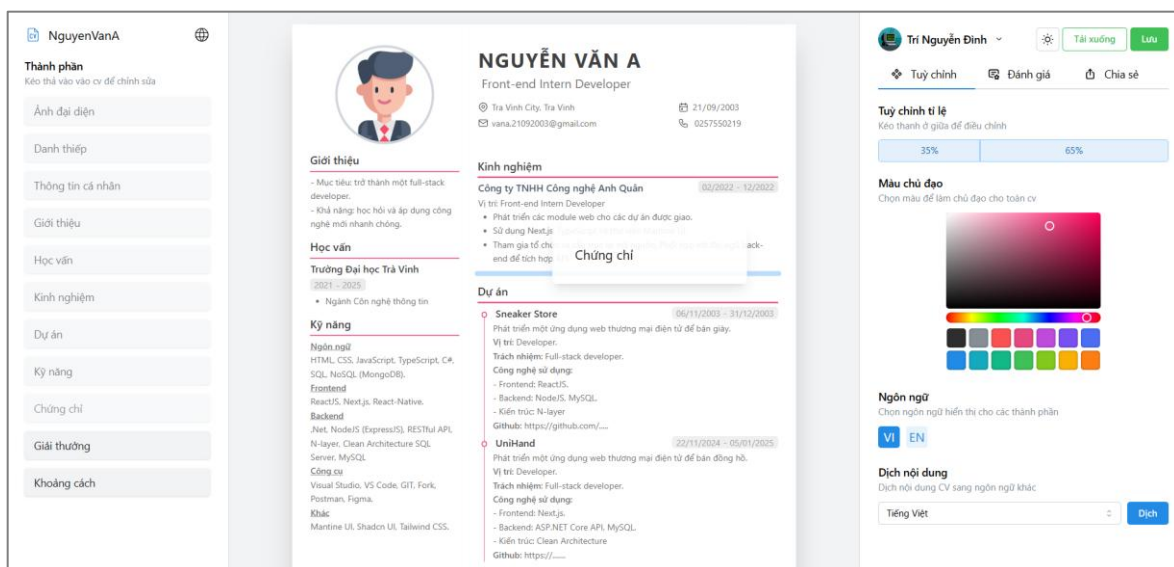 NguyenVanA
Thành phần
Kéo thả vào vào cv để chỉnh sửa
Ảnh đại diện
Danh thiếp
Thông tin cá nhân
Giới thiệu
Học vấn
Kinh nghiệm
Dự án
Kỹ năng
Chứng chỉ
Giải thưởng
Khoảng cách
NGUYỄN VĂN A
Front-end Intern Developer
Tra Vinh City, Tra Vinh
21/09/2003
vana.21092003@gmail.com
0257550219
Giới thiệu
- Mục tiêu: trở thành một full-stack
developer.
- Khả năng: học hỏi và áp dụng công
nghệ mới nhanh chóng.
Học vấn
Trường Đại học Trà Vinh
2021 - 2025
• Ngành Côn nghệ thông tin
Kỹ năng
Ngôn ngữ
HTML, CSS, JavaScript, TypeScript, C#,
SQL, NoSQL (MongoDB).
Frontend
ReactJS, Next.js, React-Native.
Backend
.Net, NodeJS (ExpressJS), RESTful API,
N-layer, Clean Architecture SQL
Server, MySQL
Công cụ
Visual Studio, VS Code, GIT, Fork,
Postman, Figma.
Khác
Mantine UI, Shadcn UI, Tailwind CSS.
Kinh nghiệm
Công ty TNHH Công nghệ Anh Quân 02/2022 - 12/2022
Vị trí: Front-end Intern Developer
• Phát triển các module web cho các dự án được giao.
• Sử dụng Next.js
• Tham gia tổ ack-
end để tích hợp
Chứng chỉ
Dự án
Sneaker Store 06/11/2003 - 31/12/2003
Phát triển một ứng dụng web thương mại điện tử để bán giày.
Vị trí: Developer.
Trách nhiệm: Full-stack developer.
Công nghệ sử dụng:
- Frontend: ReactJS.
- Backend: NodeJS, MySQL.
- Kiến trúc: N-layer
Github: https://github.com/.....
UniHand 22/11/2024 - 05/01/2025
Phát triển một ứng dụng web thương mại điện tử để bán đồng hồ.
Vị trí: Developer.
Trách nhiệm: Full-stack developer.
Công nghệ sử dụng:
- Frontend: Next.js.
- Backend: ASP.NET Core API, MySQL.
- Kiến trúc: Clean Architecture
Github: https://......
Trí Nguyễn Đình
Tải xuống
Lưu
Tuỳ chỉnh
Đánh giá
Chia sẻ
Tuỳ chỉnh tỉ lệ
Kéo thanh ở giữa để điều chỉnh
35% 65%
Màu chủ đạo
Chọn màu để làm chủ đạo cho toàn cv
Ngôn ngữ
Chọn ngôn ngữ hiển thị cho các thành phần
VI EN
Dịch nội dung
Dịch nội dung CV sang ngôn ngữ khác
Tiếng Việt
Dịch